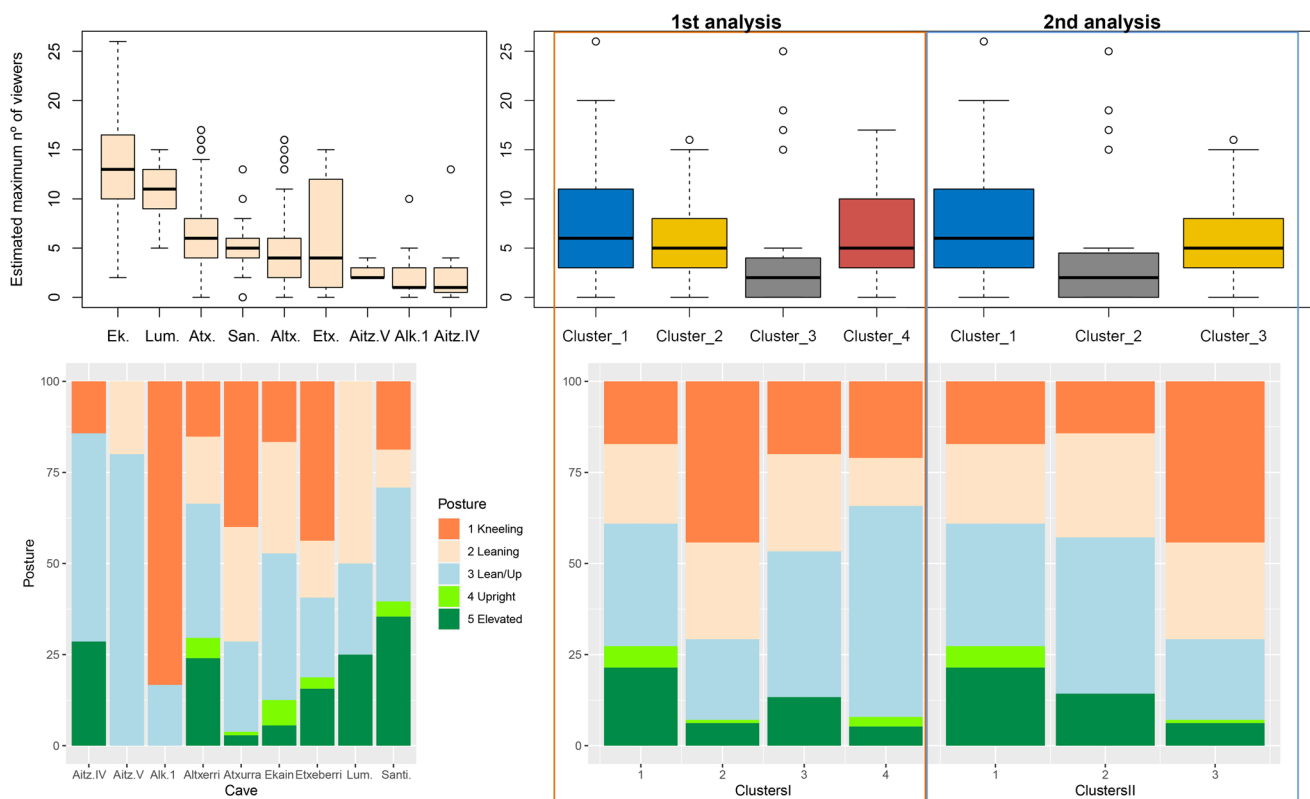 1st analysis
2nd analysis
Estimated maximum nº of viewers
25
20
15
10
5
0
Ek. Lum. Atx. San. Altx. Etx. Aitz.V Alk.1 Aitz.IV
25
20
15
10
5
0
Cluster_1 Cluster_2 Cluster_3 Cluster_4
Cluster_1 Cluster_2 Cluster_3
Posture
100
75
50
25
0
Aitz.IV Aitz.V Alk.1 Altxerri Atxurra Ekain Etxeberri Lum. Santi.
Cave
Posture
1 Kneeling
2 Leaning
3 Lean/Up
4 Upright
5 Elevated
100
75
50
25
0
1 2 3 4
ClustersI
1 2 3
ClustersII